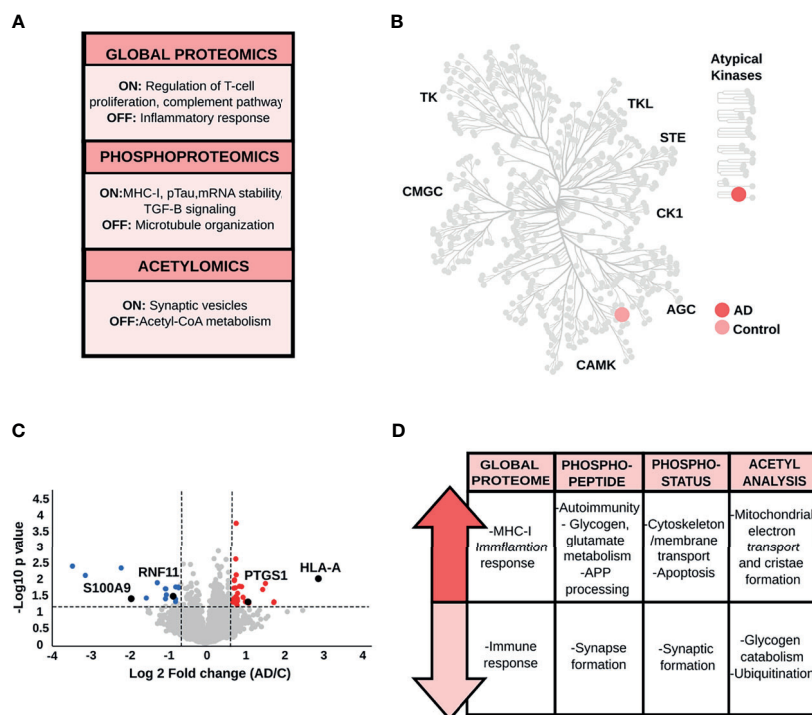 A
GLOBAL PROTEOMICS
ON: Regulation of T-cell
proliferation, complement pathway
OFF: Inflammatory response
PHOSPHOPROTEOMICS
ON:MHC-I, pTau,mRNA stability,
TGF-B signaling
OFF: Microtubule organization
ACETYLOMICS
ON: Synaptic vesicles
OFF:Acetyl-CoA metabolism
B
Atypical
Kinases
TK
TKL
STE
CMGC
CK1
AGC
CAMK
AD
Control
C
-Log10 p value
4.5
4
3.5
3
2.5
2
1.5
1
0.5
0
-4
-3
-2
-1
0
1
2
3
4
Log 2 Fold change (AD/C)
S100A9
RNF11
PTGS1
HLA-A
D
GLOBAL
PROTEOME
PHOSPHO-
PEPTIDE
PHOSPHO-
STATUS
ACETYL
ANALYSIS
-MHC-I
Immflamtion
response
-Autoimmunity
- Glycogen,
glutamate
metabolism
-APP
processing
-Cytoskeleton
/membrane
transport
-Apoptosis
-Mitochondrial
electron
transport
and cristae
formation
-Immune
response
-Synapse
formation
-Synaptic
formation
-Glycogen
catabolism
-Ubiquitination